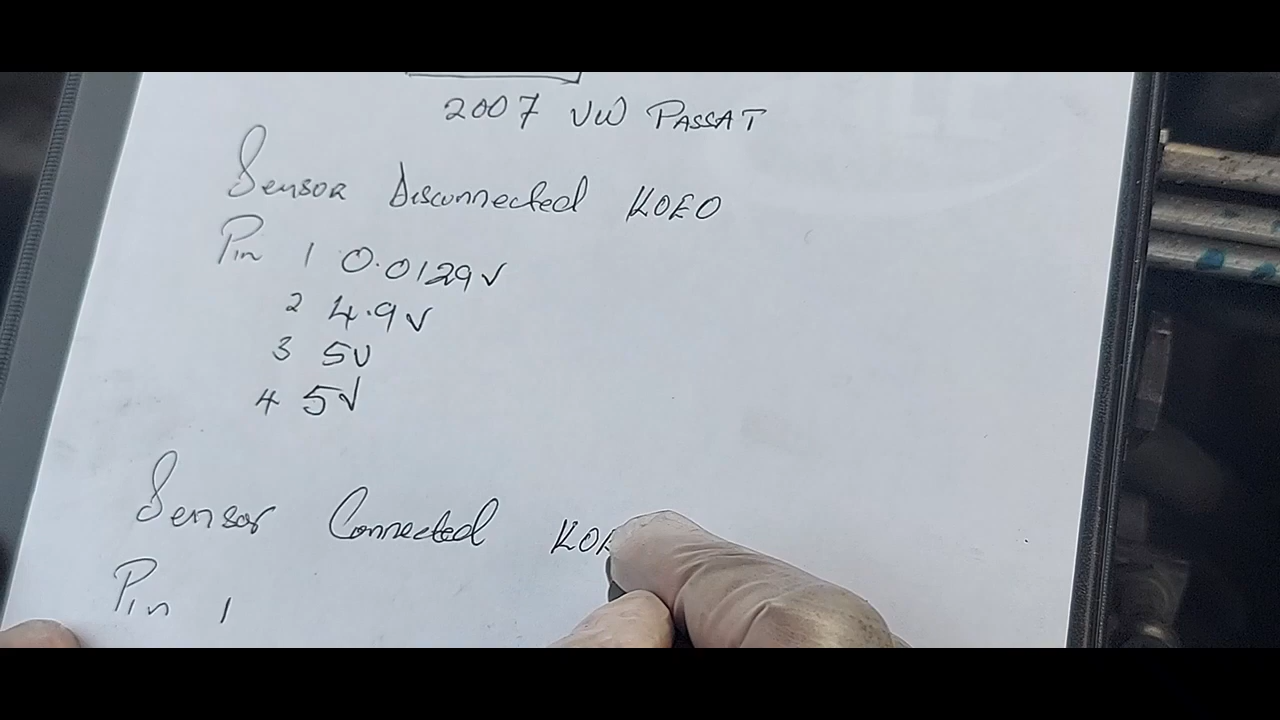 2007 VW PASSAT
Sensor Disconnected KOEO
Pin 1 0.0129V
2 4.9V
3 5V
4 5V
Sensor Connected KOE
Pin 1